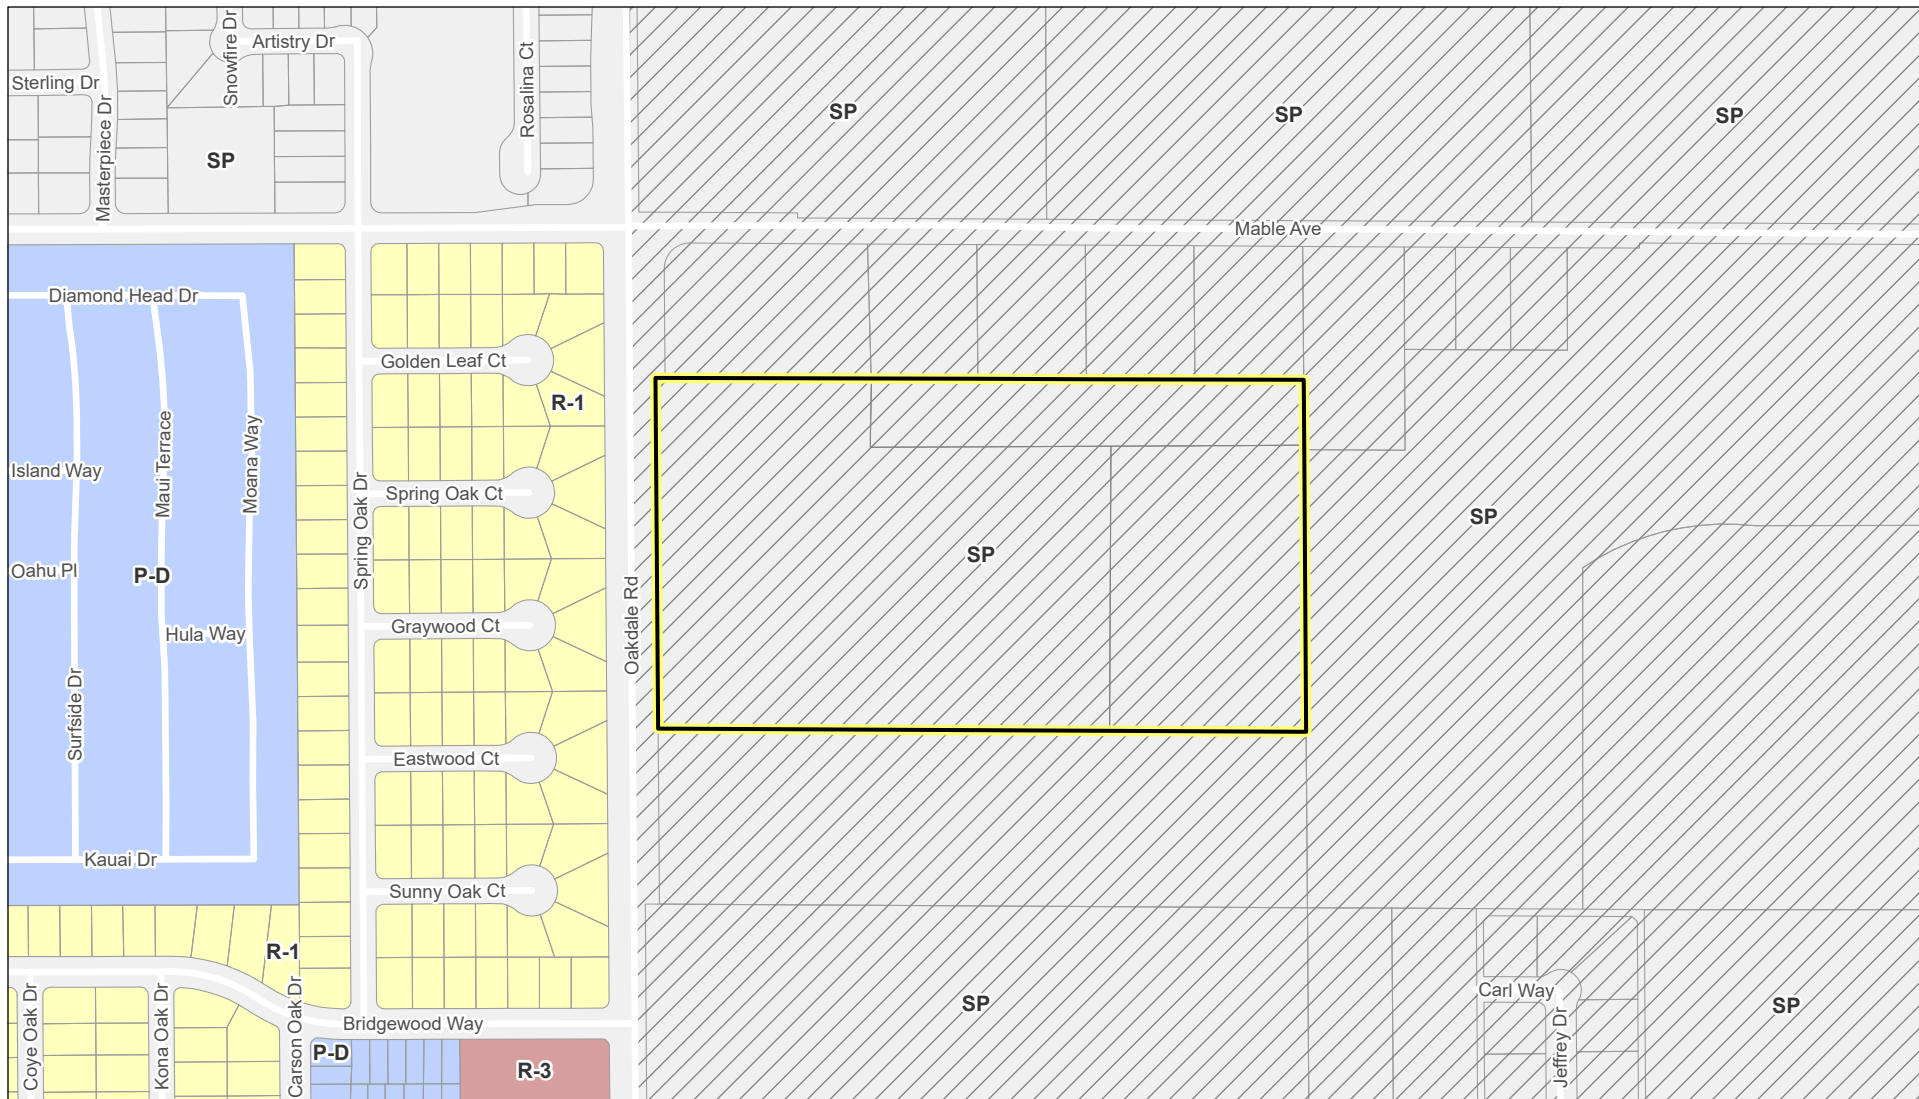 Snowfire Dr
Artistry Dr
Rosalina Ct
Sterling Dr
Masterpiece Dr
SP
SP
SP
SP
Mable Ave
Diamond Head Dr
Golden Leaf Ct
R-1
Maui Terrace
Moana Way
Island Way
Spring Oak Dr
Spring Oak Ct
SP
SP
Oahu Pl
P-D
Oakdale Rd
Hula Way
Graywood Ct
Surfside Dr
Eastwood Ct
Kauai Dr
Sunny Oak Ct
R-1
Carl Way
SP
SP
Coye Oak Dr
Kona Oak Dr
Carson Oak Dr
Bridgewood Way
Jeffrey Dr
P-D
R-3